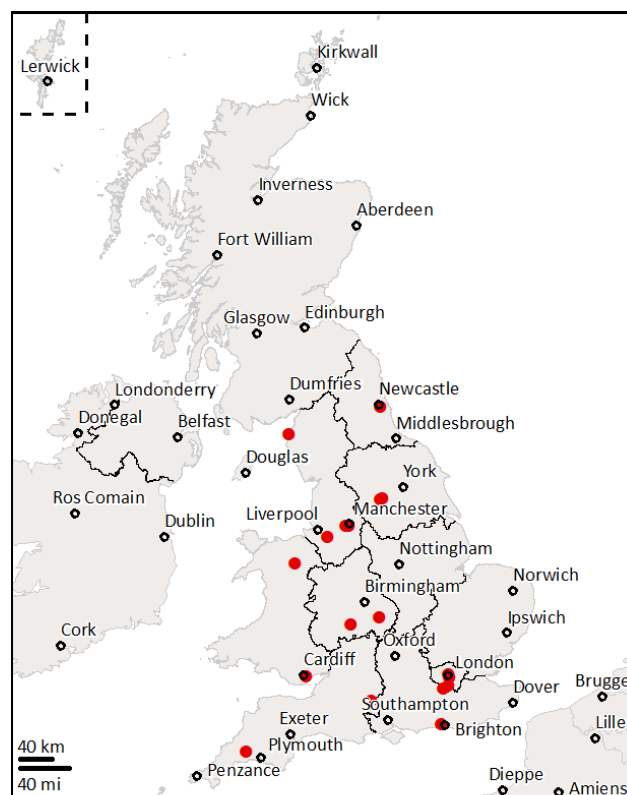 Lerwick
Kirkwall
Wick
Inverness
Aberdeen
Fort William
Glasgow
Edinburgh
Dumfries
Newcastle
Londonderry
Donegal
Belfast
Middlesbrough
Douglas
York
Ros Comain
Liverpool
Manchester
Dublin
Nottingham
Birmingham
Norwich
Ipswich
Cork
Oxford
Cardiff
London
Southampton
Dover
Brugge
Exeter
Brighton
Lille
Plymouth
Penzance
40 km
40 mi
Dieppe
Amiens